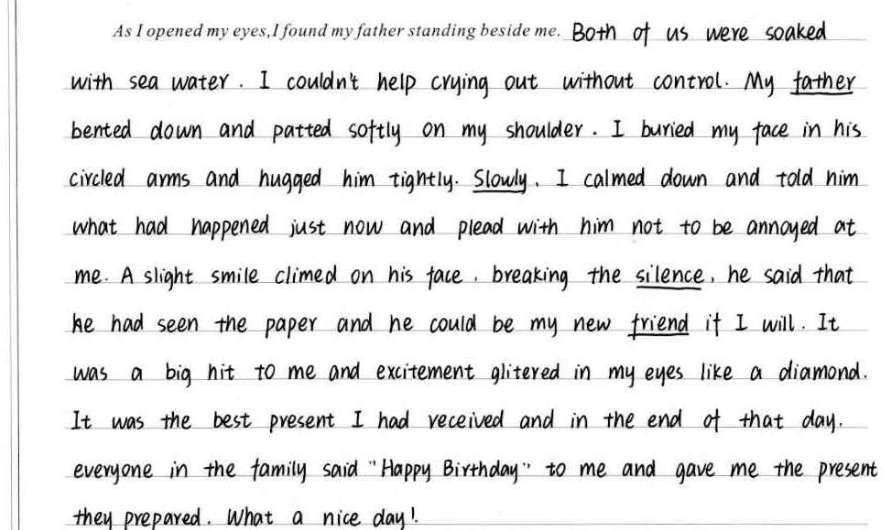 As I opened my eyes,I found my father standing beside me. Both of us were soaked
with sea water. I couldn't help crying out without control. My father
bented down and patted softly on my shoulder. I buried my face in his
circled arms and hugged him tightly. Slowly, I calmed down and told him
what had happened just now and plead with him not to be annoyed at
me. A slight smile climed on his face, breaking the silence, he said that
he had seen the paper and he could be my new friend if I will. It
was a big hit to me and excitement glitered in my eyes like a diamond.
It was the best present I had received and in the end of that day,
everyone in the family said "Happy Birthday" to me and gave me the present
they prepared. What a nice day!